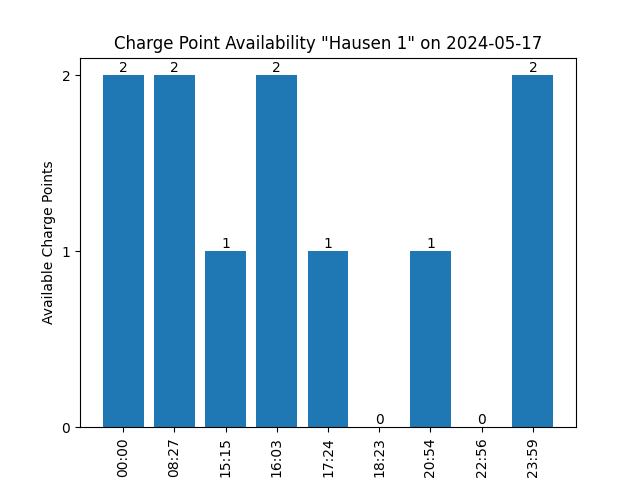 Charge Point Availability "Hausen 1" on 2024-05-17
2 2 1 2 1 0 1 0 2
2
1
0
Available Charge Points
00:00 08:27 15:15 16:03 17:24 18:23 20:54 22:56 23:59